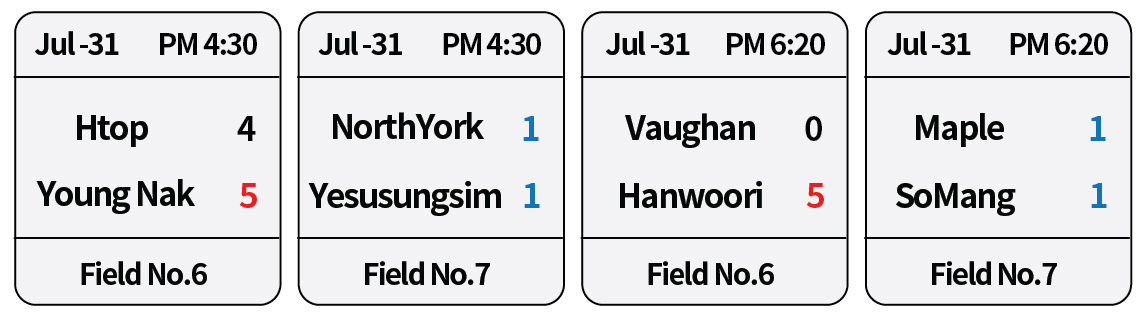 Jul -31 PM 4:30
Htop 4
Young Nak 5
Field No.6
Jul -31 PM 4:30
NorthYork 1
Yesusungsim 1
Field No.7
Jul -31 PM 6:20
Vaughan 0
Hanwoori 5
Field No.6
Jul -31 PM 6:20
Maple 1
SoMang 1
Field No.7